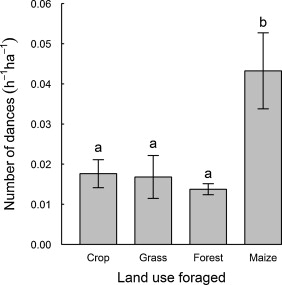 Number of dances (h⁻¹ha⁻¹)
0.06
0.05
0.04
0.03
0.02
0.01
0.00
a
a
a
b
Crop
Grass
Forest
Maize
Land use foraged